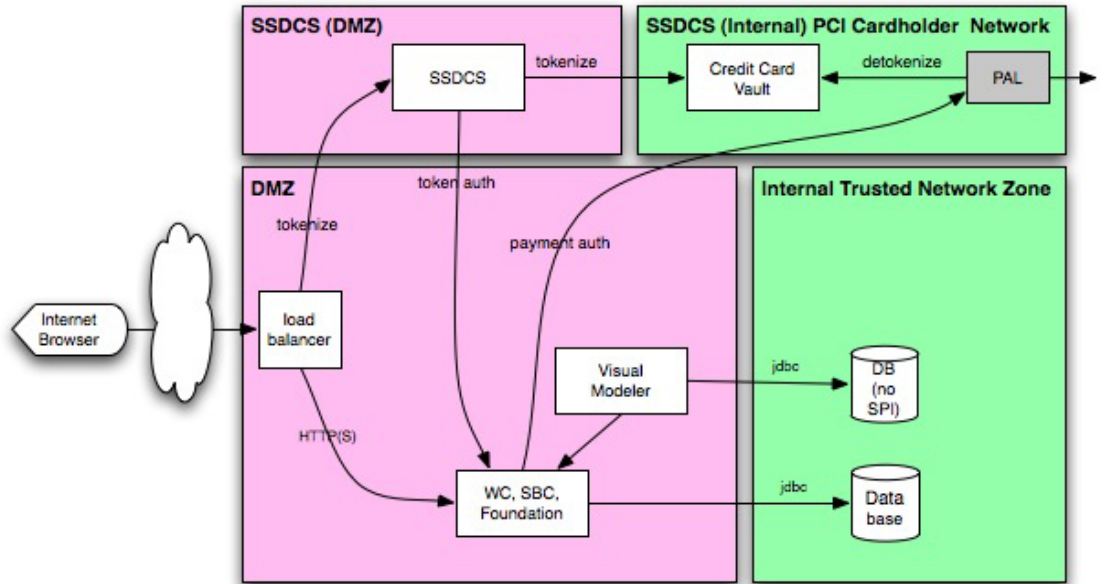 SSDCS (DMZ)
SSDCS
tokenize
SSDCS (Internal) PCI Cardholder Network
Credit Card
Vault
detokenize
PAL
DMZ
token auth
tokenize
payment auth
Internal Trusted Network Zone
Internet
Browser
load
balancer
Visual
Modeler
jdbc
DB
(no
SPI)
HTTP(S)
WC, SBC,
Foundation
jdbc
Data
base